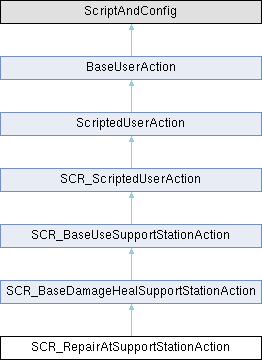 ScriptAndConfig
BaseUserAction
ScriptedUserAction
SCR_ScriptedUserAction
SCR_BaseUseSupportStationAction
SCR_BaseDamageHealSupportStationAction
SCR_RepairAtSupportStationAction